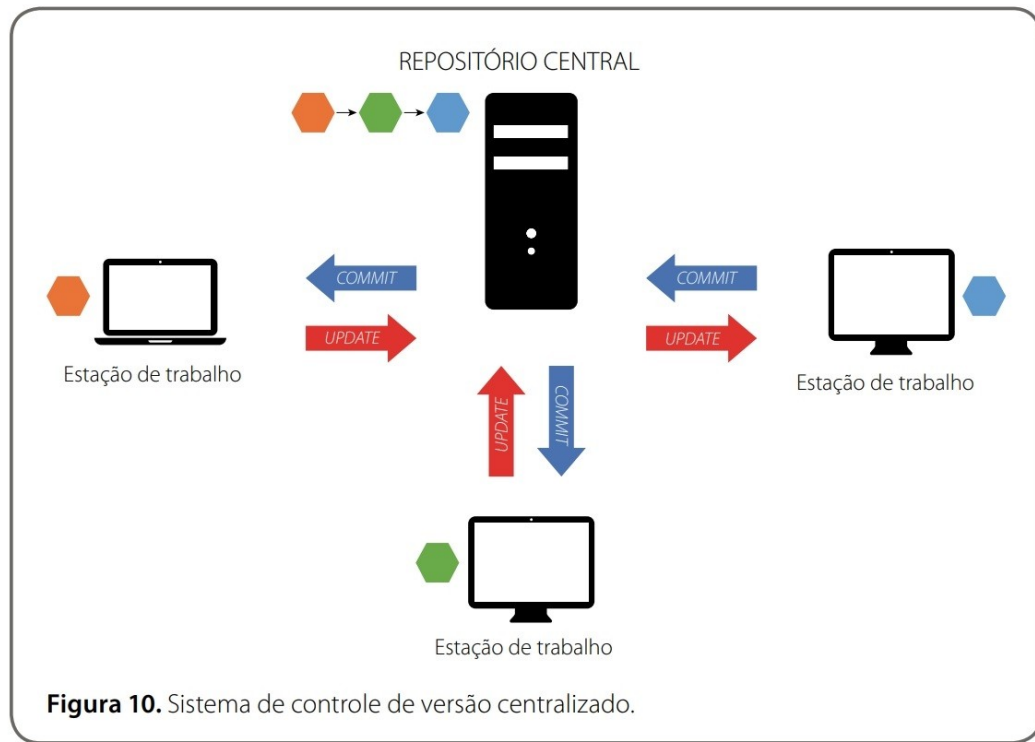 REPOSITÓRIO CENTRAL
COMMIT
COMMIT
UPDATE
UPDATE
Estação de trabalho
Estação de trabalho
UPDATE
COMMIT
Estação de trabalho
Figura 10. Sistema de controle de versão centralizado.